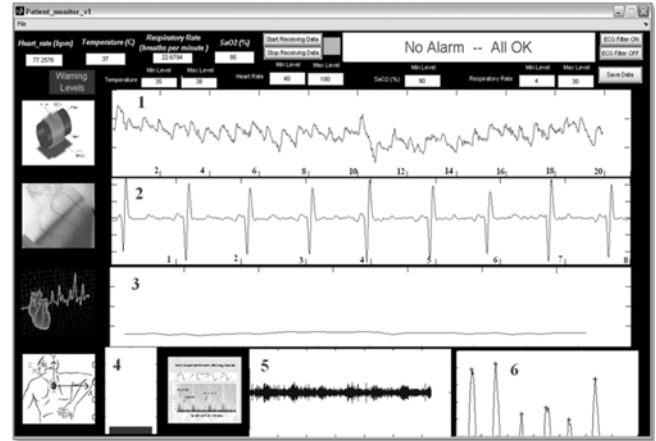 Patient_monitor_v1
File
Heart_rate (bpm) Temperature (C) Respiratory Rate (breaths per minute ) SaO2 (%) Start Receiving Data No Alarm -- All OK ECG Filter ON
77.2576 37 22.6794 95 Stop Receiving Data ECG Filter OFF
Warning Levels
Min Level Max Level Min Level Max Level Min Level Min Level Max Level Save Data
Temperature 35 38 Heart Rate 40 180 SaO2 (%) 90 Respiratory Rate 4 30
1
2 4 6 8 10 12 14 16 18 20
2
1 2 3 4 5 6 7 8
3
4 5 6